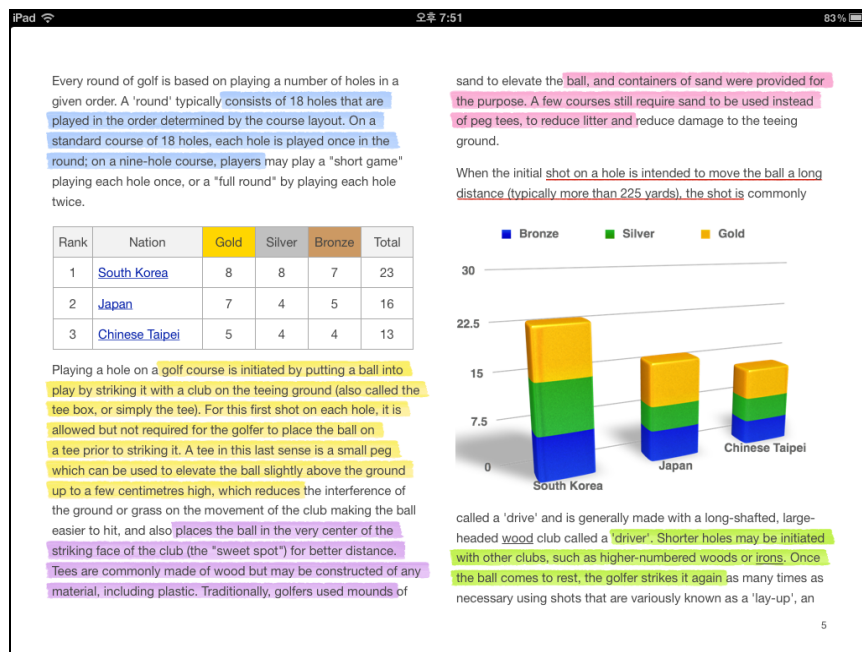 iPad 오후 7:51 83%
Every round of golf is based on playing a number of holes in a
given order. A 'round' typically consists of 18 holes that are
played in the order determined by the course layout. On a
standard course of 18 holes, each hole is played once in the
round; on a nine-hole course, players may play a "short game"
playing each hole once, or a "full round" by playing each hole
twice.
Rank Nation Gold Silver Bronze Total
1 South Korea 8 8 7 23
2 Japan 7 4 5 16
3 Chinese Taipei 5 4 4 13
Playing a hole on a golf course is initiated by putting a ball into
play by striking it with a club on the teeing ground (also called the
tee box, or simply the tee). For this first shot on each hole, it is
allowed but not required for the golfer to place the ball on
a tee prior to striking it. A tee in this last sense is a small peg
which can be used to elevate the ball slightly above the ground
up to a few centimetres high, which reduces the interference of
the ground or grass on the movement of the club making the ball
easier to hit, and also places the ball in the very center of the
striking face of the club (the "sweet spot") for better distance.
Tees are commonly made of wood but may be constructed of any
material, including plastic. Traditionally, golfers used mounds of
sand to elevate the ball, and containers of sand were provided for
the purpose. A few courses still require sand to be used instead
of peg tees, to reduce litter and reduce damage to the teeing
ground.
When the initial shot on a hole is intended to move the ball a long
distance (typically more than 225 yards), the shot is commonly
Bronze Silver Gold
30
22.5
15
7.5
0
South Korea
Japan
Chinese Taipei
called a 'drive' and is generally made with a long-shafted, large-
headed wood club called a 'driver'. Shorter holes may be initiated
with other clubs, such as higher-numbered woods or irons. Once
the ball comes to rest, the golfer strikes it again as many times as
necessary using shots that are variously known as a 'lay-up', an
5